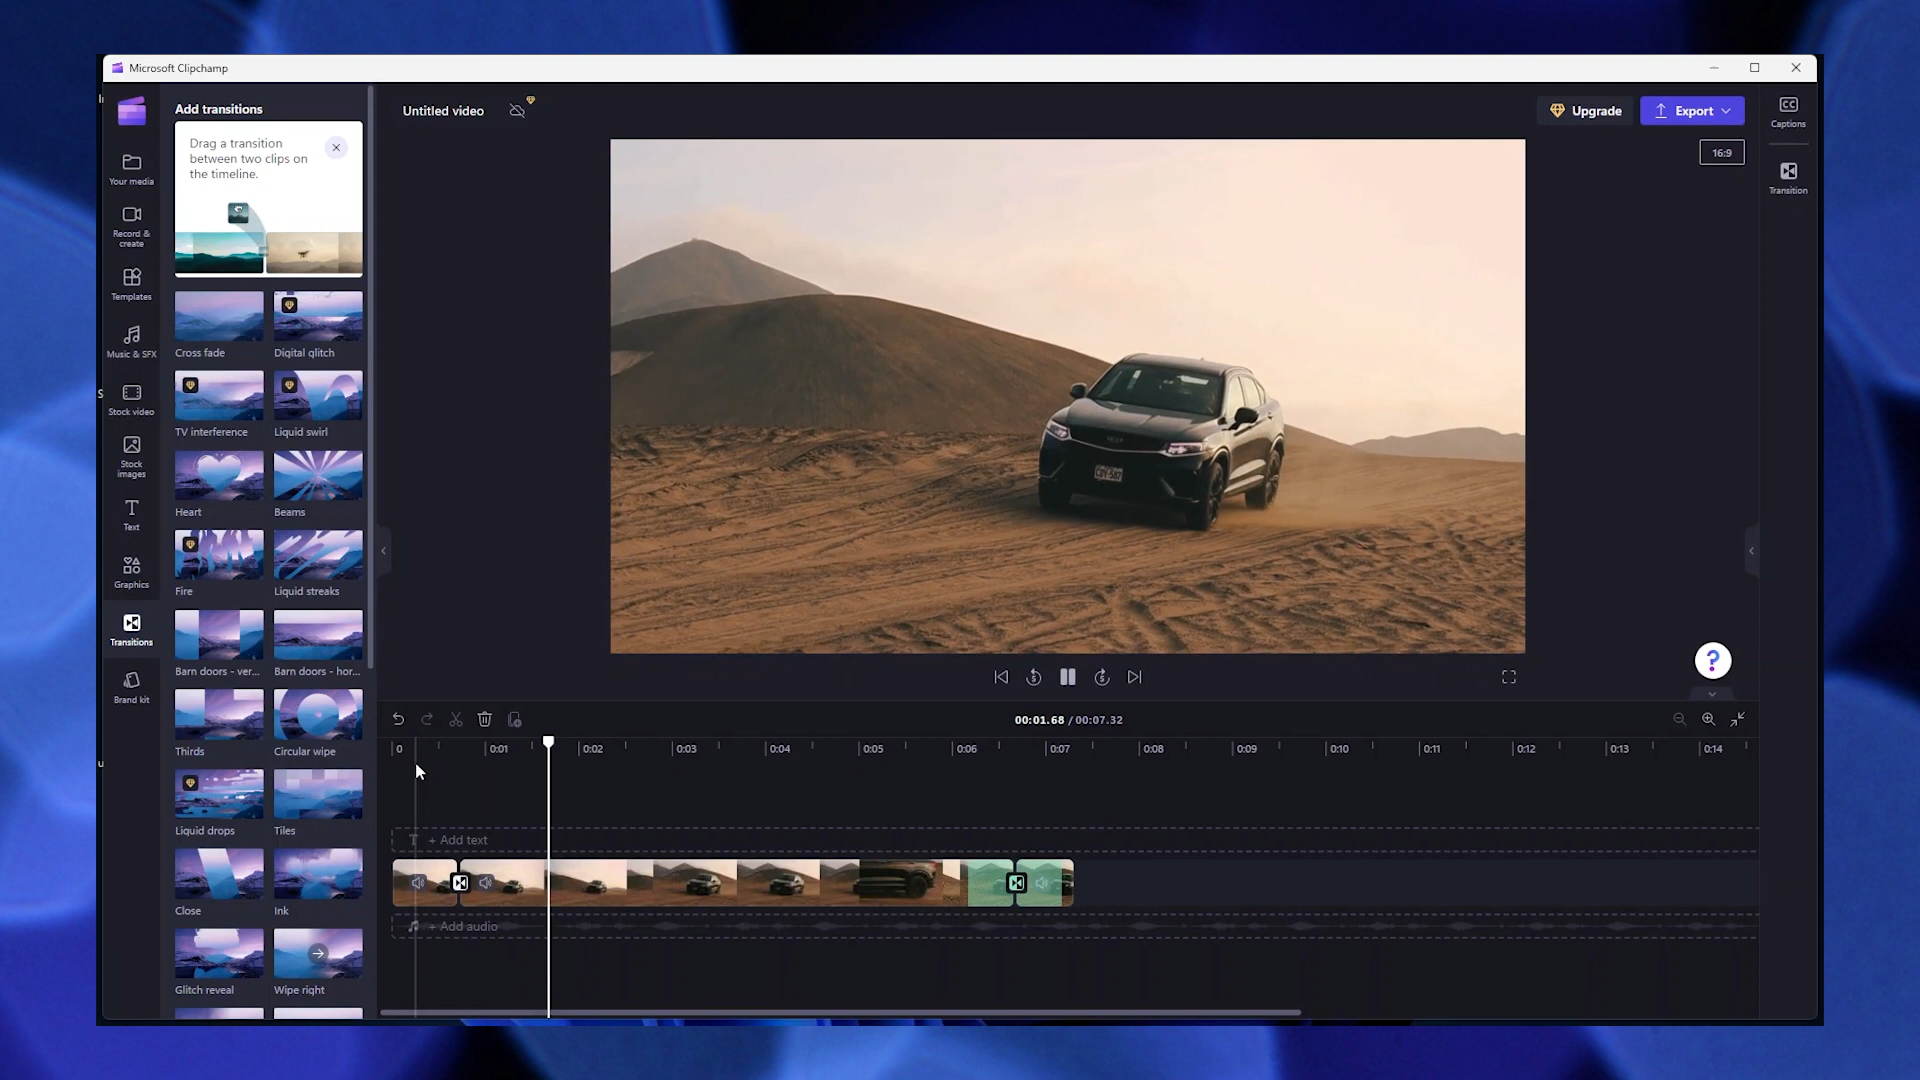 Microsoft Clipchamp
Add transitions
Drag a transition
between two clips on
the timeline.
Your media
Record &
create
Templates
Music & SFX
Stock video
Stock
images
Text
Graphics
Transitions
Brand kit
Cross fade
Digital glitch
TV interference
Liquid swirl
Heart
Beams
Fire
Liquid streaks
Barn doors - ver...
Barn doors - hor...
Thirds
Circular wipe
Liquid drops
Tiles
Close
Ink
Glitch reveal
Wipe right
Untitled video
Upgrade
Export
16:9
CC
Captions
Transition
5
5
?
00:01.68 / 00:07.32
0
0:01
0:02
0:03
0:04
0:05
0:06
0:07
0:08
0:09
0:10
0:11
0:12
0:13
0:14
T + Add text
+ Add audio